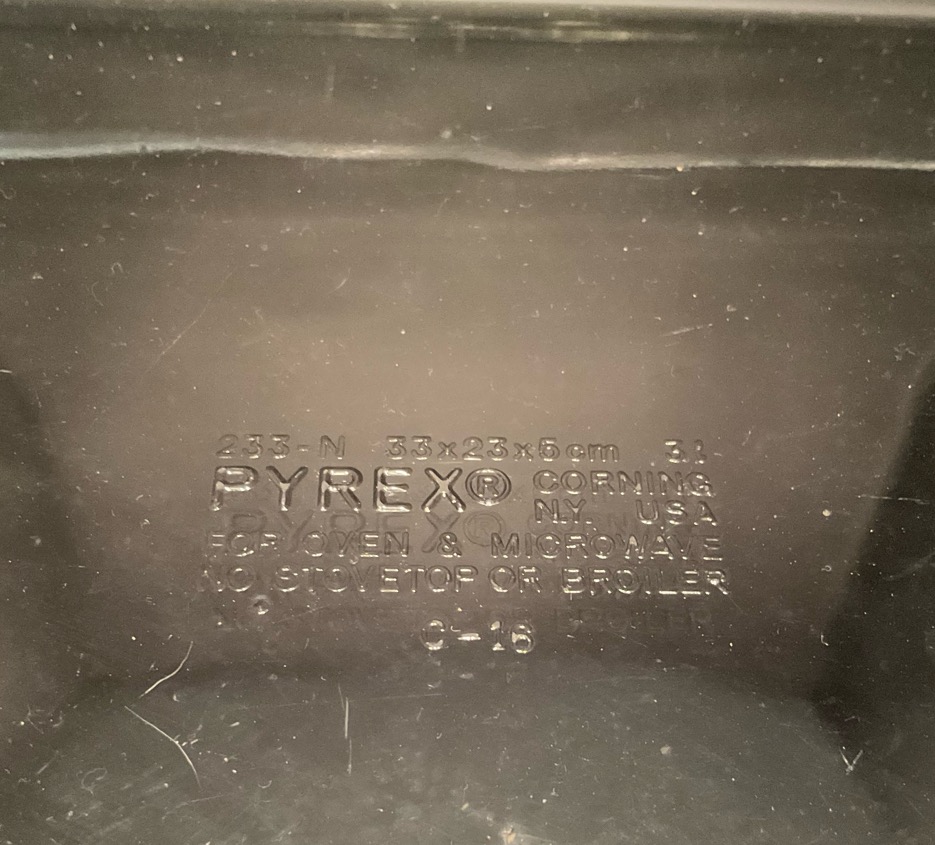 233-N 33x23x5cm 3L
PYREX® CORNING
N.Y. USA
FOR OVEN & MICROWAVE
NO STOVETOP OR BROILER
C-16